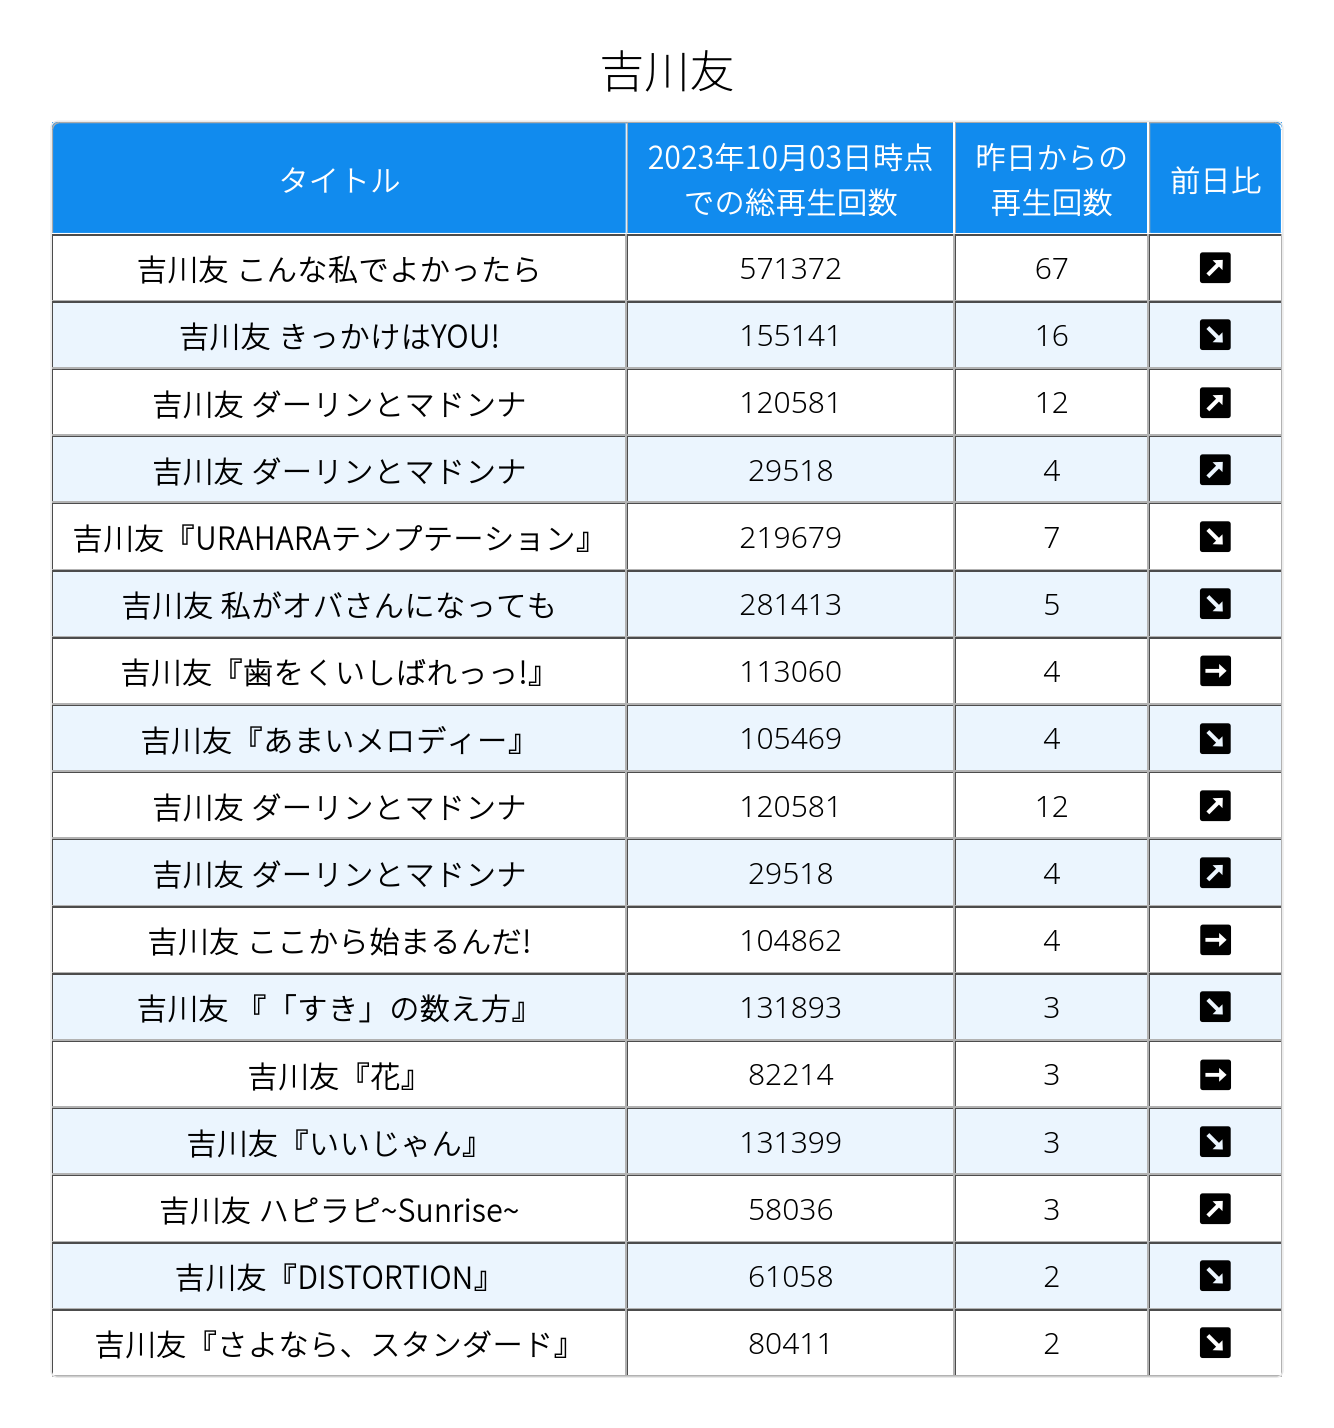 吉川友
タイトル
2023年10月03日時点
での総再生回数
昨日からの
再生回数
前日比
吉川友 こんな私でよかったら 571372 67 ↗
吉川友 きっかけはYOU! 155141 16 ↘
吉川友 ダーリンとマドンナ 120581 12 ↗
吉川友 ダーリンとマドンナ 29518 4 ↗
吉川友『URAHARAテンプテーション』 219679 7 ↘
吉川友 私がオバさんになっても 281413 5 ↘
吉川友『歯をくいしばれっっ!』 113060 4 →
吉川友『あまいメロディー』 105469 4 ↘
吉川友 ダーリンとマドンナ 120581 12 ↗
吉川友 ダーリンとマドンナ 29518 4 ↗
吉川友 ここから始まるんだ! 104862 4 →
吉川友 『「すき」の数え方』 131893 3 ↘
吉川友『花』 82214 3 →
吉川友『いいじゃん』 131399 3 ↘
吉川友 ハピラピ~Sunrise~ 58036 3 ↗
吉川友『DISTORTION』 61058 2 ↘
吉川友『さよなら、スタンダード』 80411 2 ↘